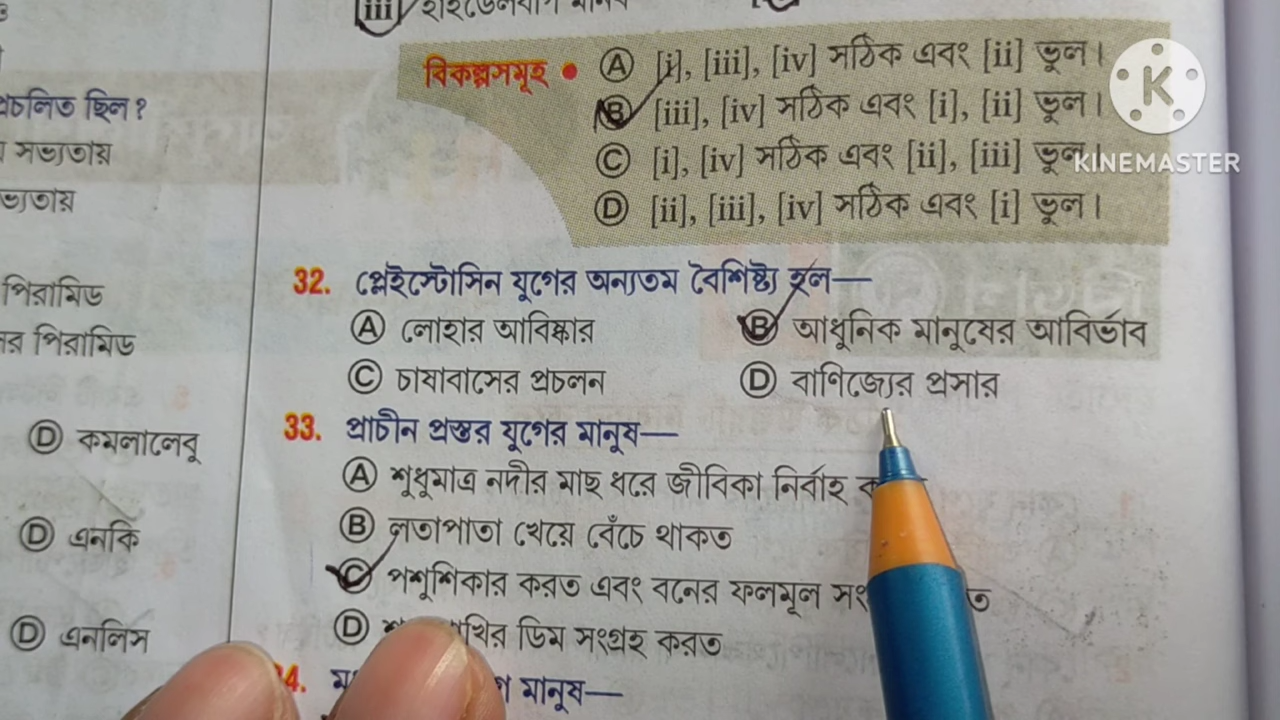 [iii]
বিকল্পসমূহ • Ⓐ [i], [iii], [iv] সঠিক এবং [ii] ভুল।
Ⓑ [iii], [iv] সঠিক এবং [i], [ii] ভুল।
Ⓒ [i], [iv] সঠিক এবং [ii], [iii] ভুল।
Ⓓ [ii], [iii], [iv] সঠিক এবং [i] ভুল।
K
KINEMASTER
প্রচলিত ছিল?
সভ্যতায়
পিরামিড
পিরামিড
Ⓓ কমলালেবু
Ⓓ এনকি
Ⓓ এনলিস
32. প্লেইস্টোসিন যুগের অন্যতম বৈশিষ্ট্য হল—
Ⓐ লোহার আবিষ্কার Ⓑ আধুনিক মানুষের আবির্ভাব
Ⓒ চাষাবাসের প্রচলন Ⓓ বাণিজ্যের প্রসার
33. প্রাচীন প্রস্তর যুগের মানুষ—
Ⓐ শুধুমাত্র নদীর মাছ ধরে জীবিকা নির্বাহ
Ⓑ লতাপাতা খেয়ে বেঁচে থাকত
Ⓒ পশুশিকার করত এবং বনের ফলমূল
Ⓓ ডিম সংগ্রহ করত
মানুষ—